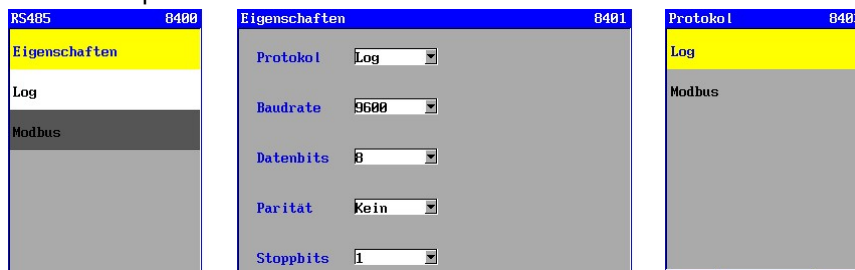 RS485 8400
Eigenschaften
Log
Modbus
Eigenschaften 8401
Protokol Log
Baudrate 9600
Datenbits 8
Parität Kein
Stoppbits 1
Protokol
Log
Modbus